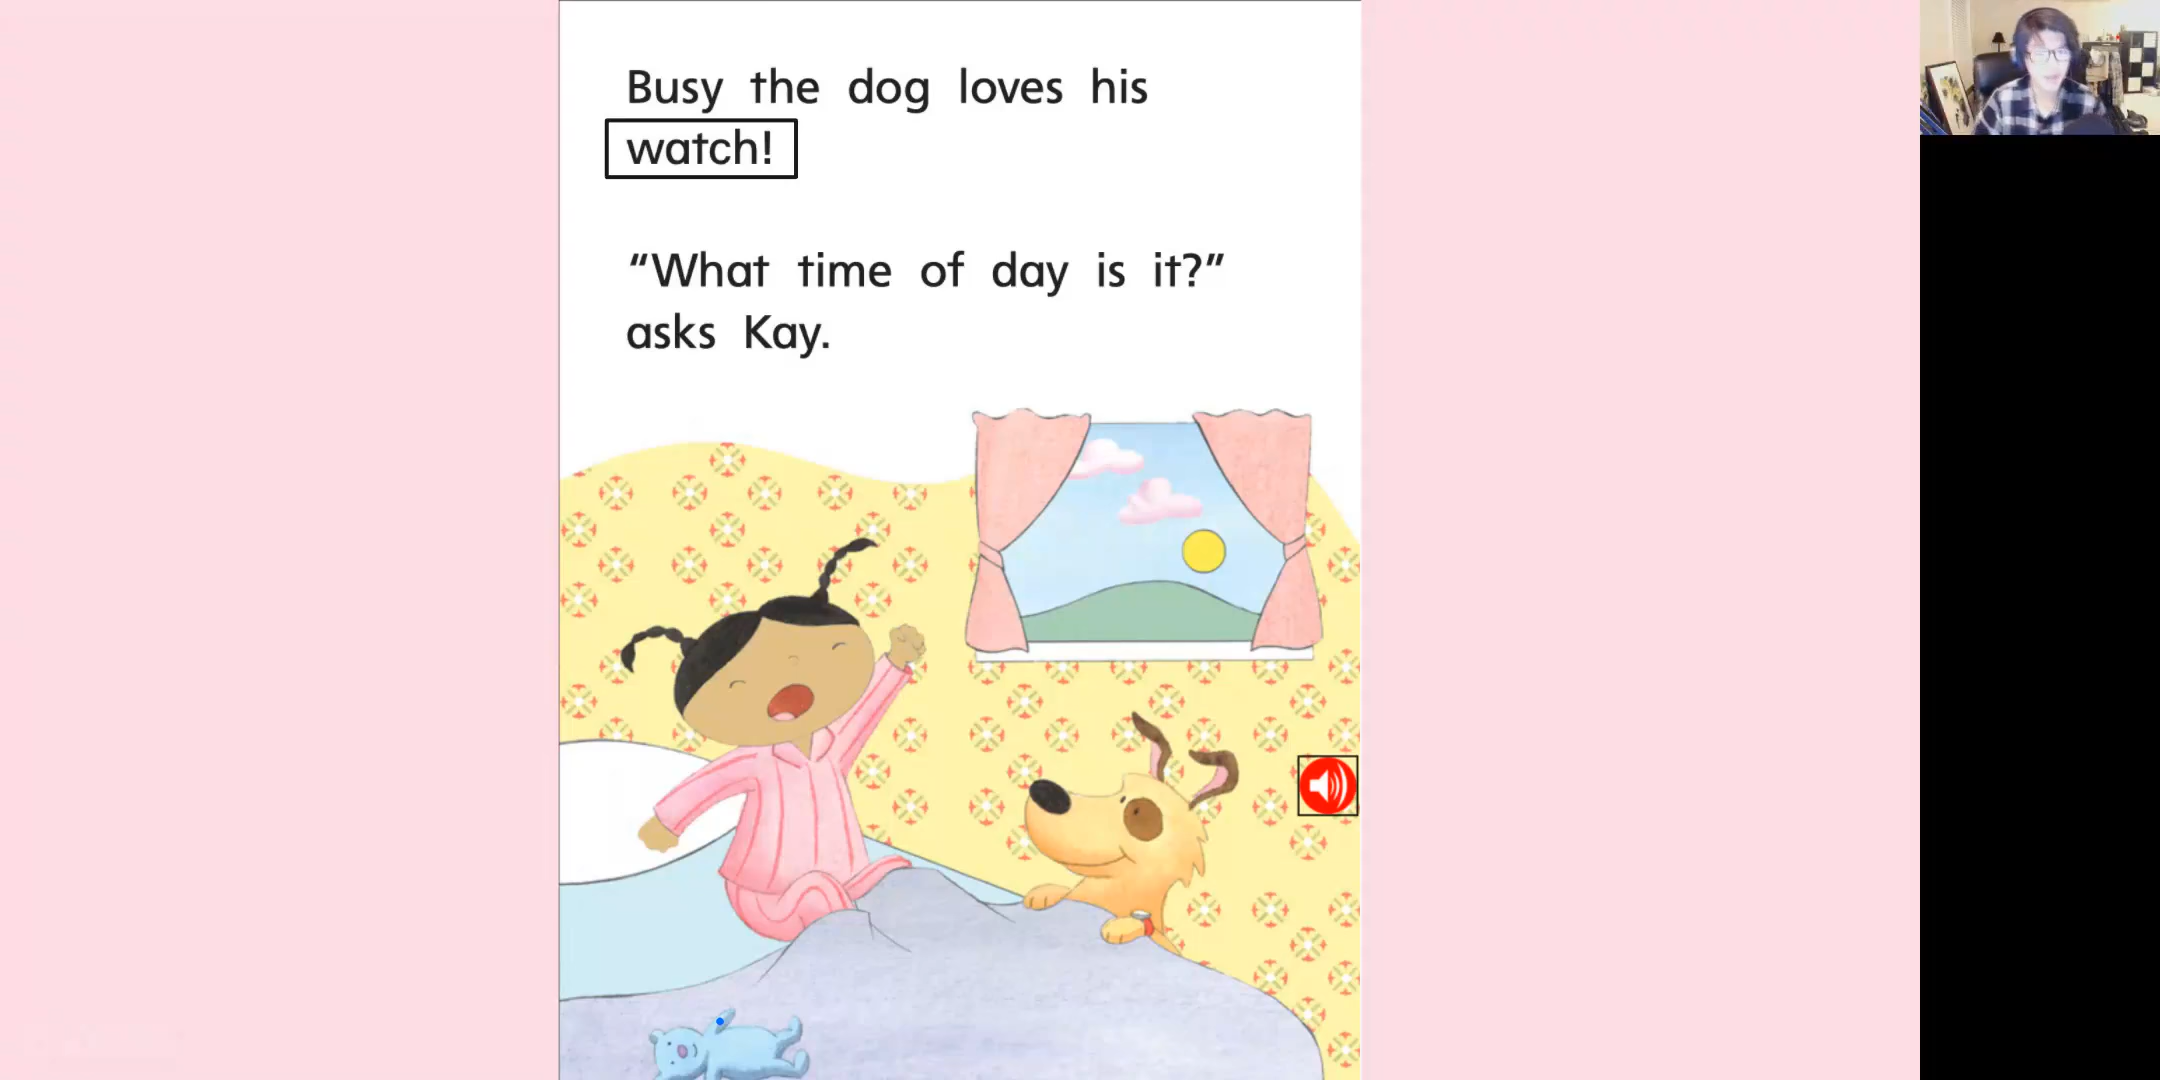 Busy the dog loves his
watch!
“What time of day is it?”
asks Kay.